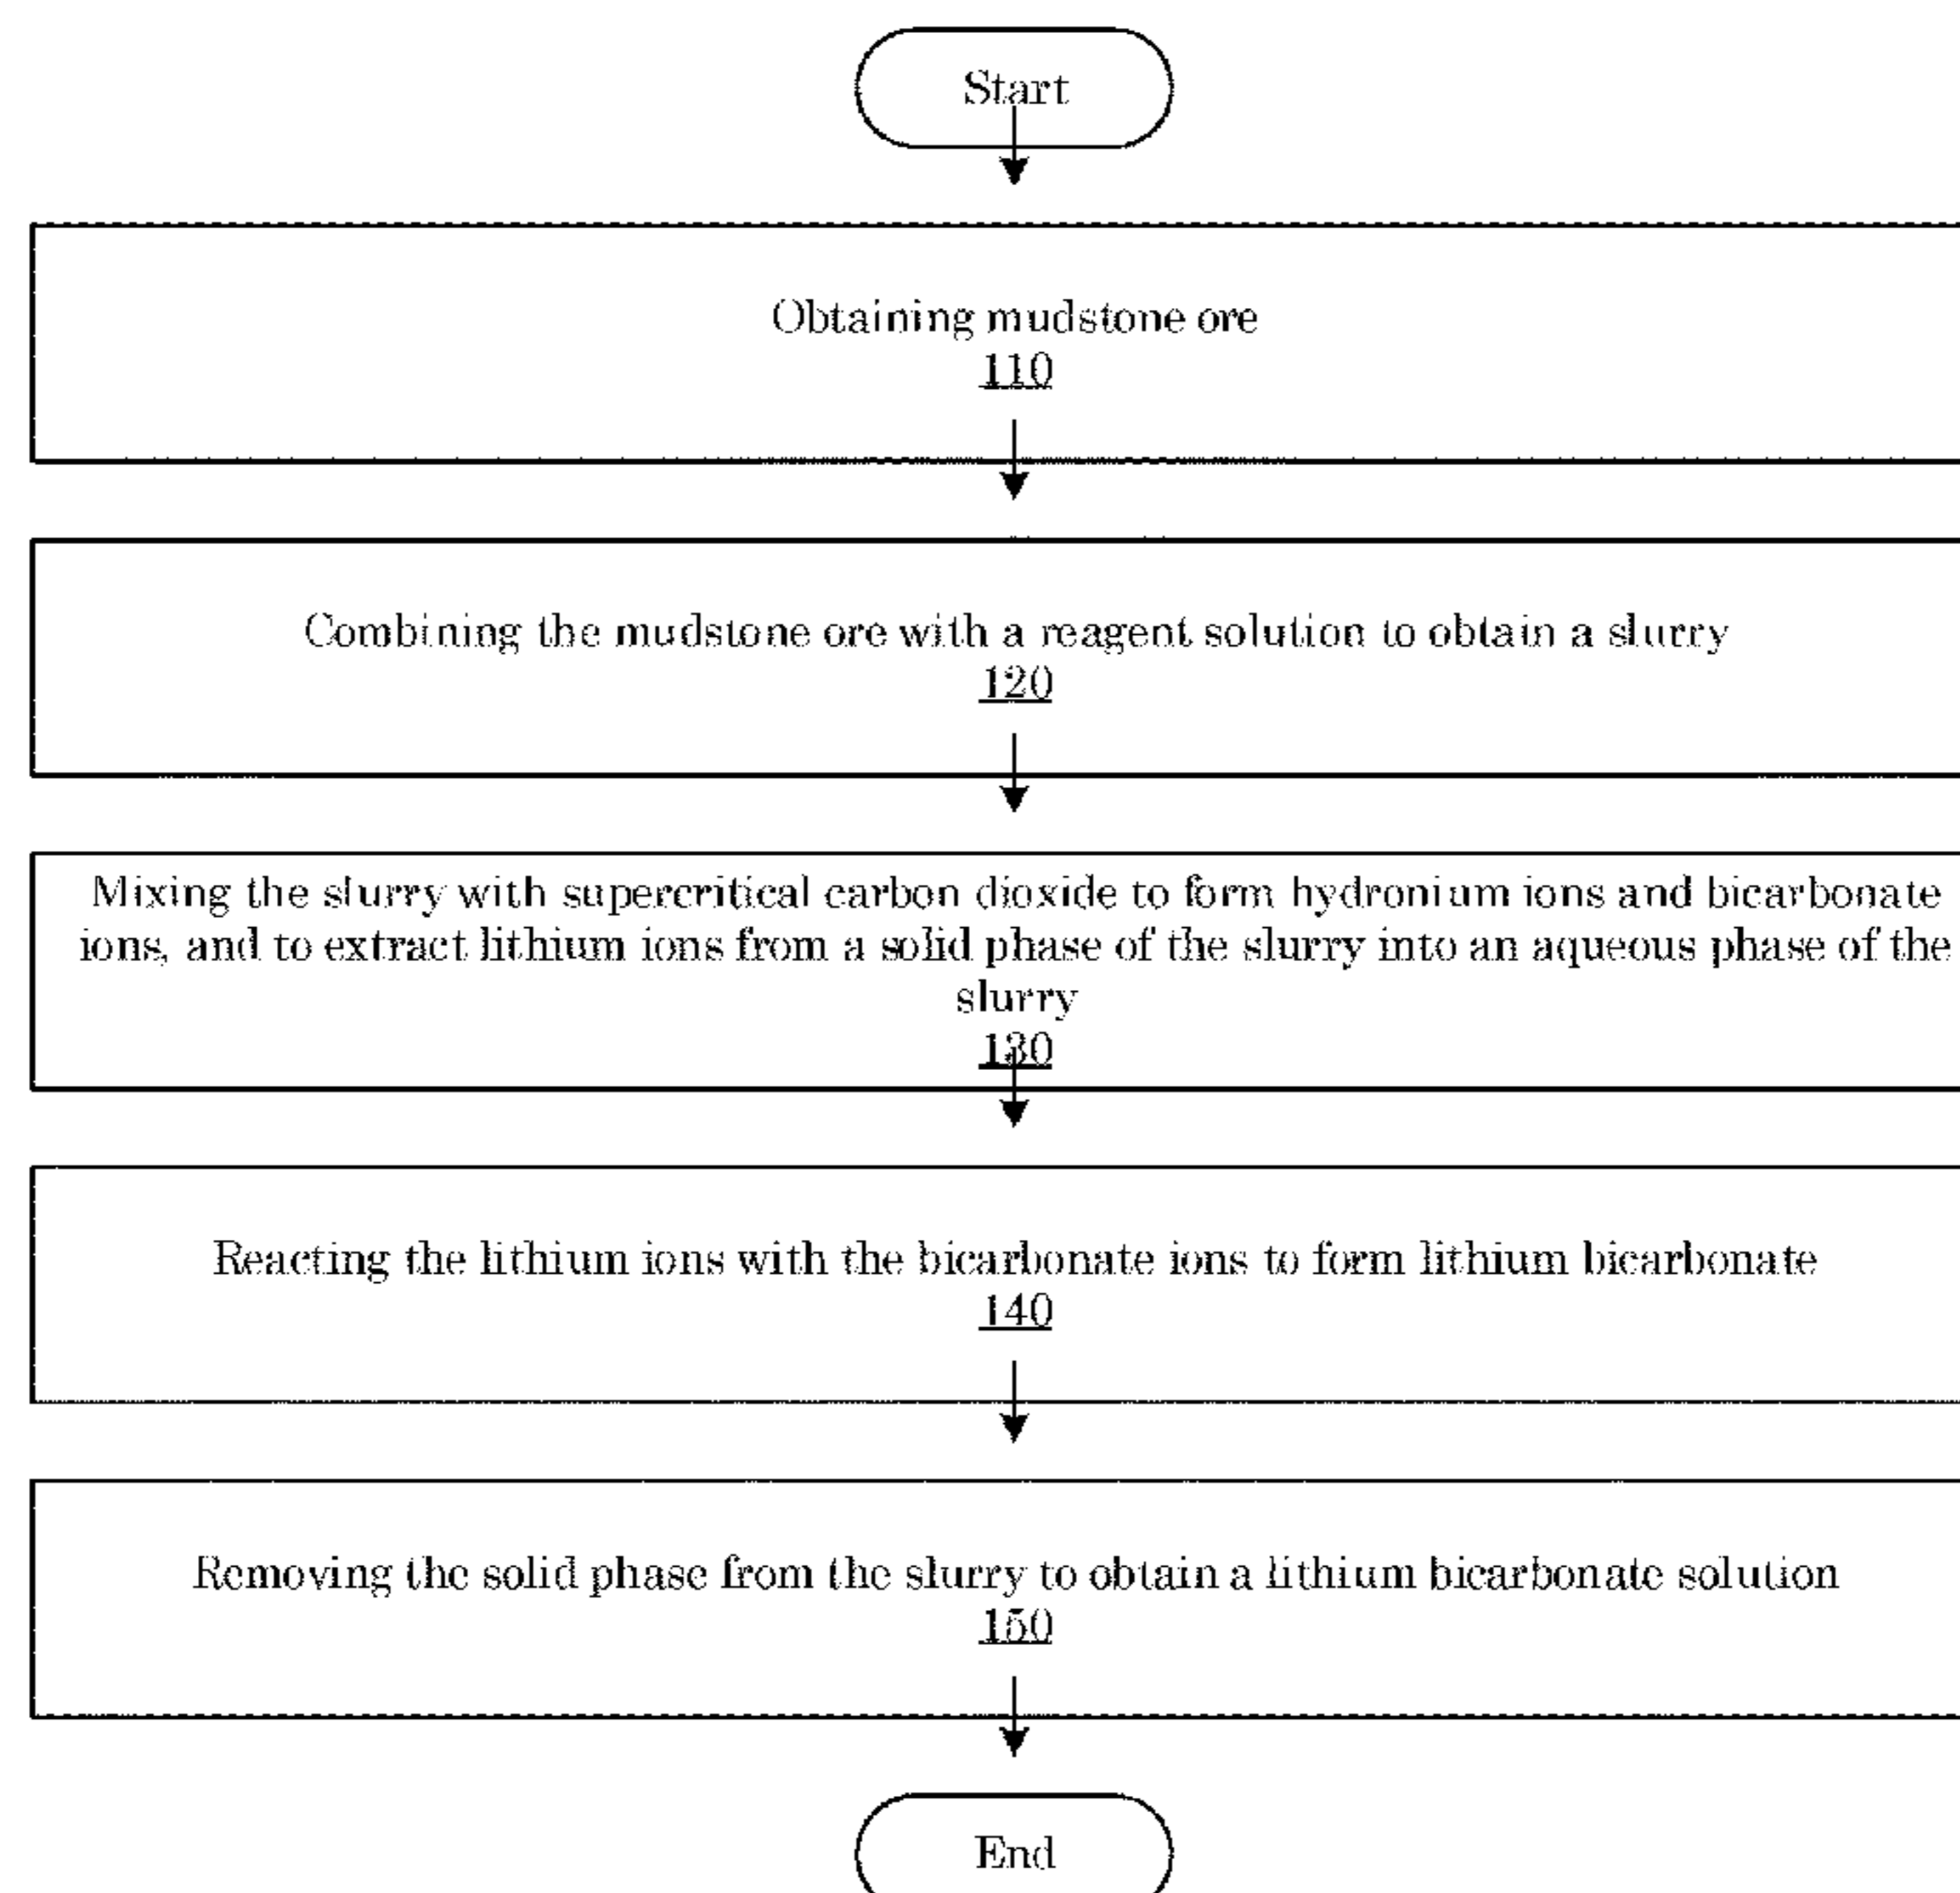 Start
Obtaining mudstone ore
110
Combining the mudstone ore with a reagent solution to obtain a slurry
120
Mixing the slurry with supercritical carbon dioxide to form hydronium ions and bicarbonate
ions, and to extract lithium ions from a solid phase of the slurry into an aqueous phase of the
slurry
130
Reacting the lithium ions with the bicarbonate ions to form lithium bicarbonate
140
Removing the solid phase from the slurry to obtain a lithium bicarbonate solution
150
End